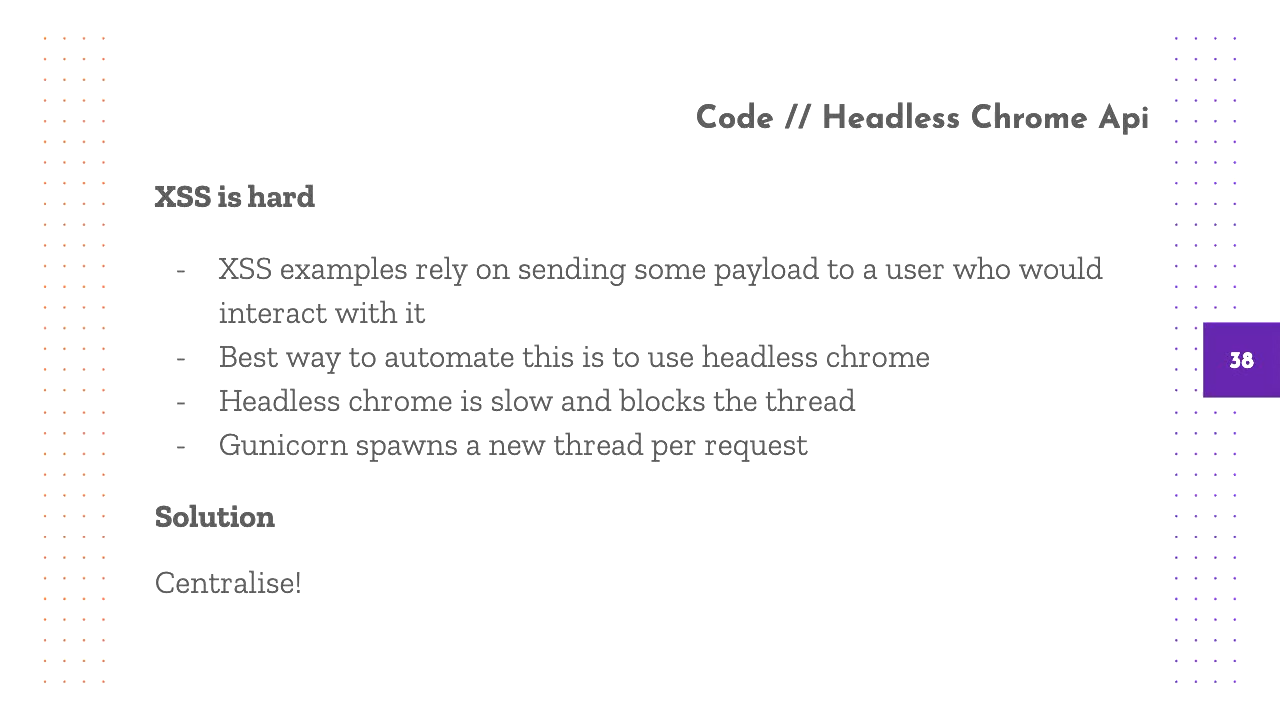 Code // Headless Chrome Api
XSS is hard
- XSS examples rely on sending some payload to a user who would
interact with it
- Best way to automate this is to use headless chrome
- Headless chrome is slow and blocks the thread
- Gunicorn spawns a new thread per request
38
Solution
Centralise!